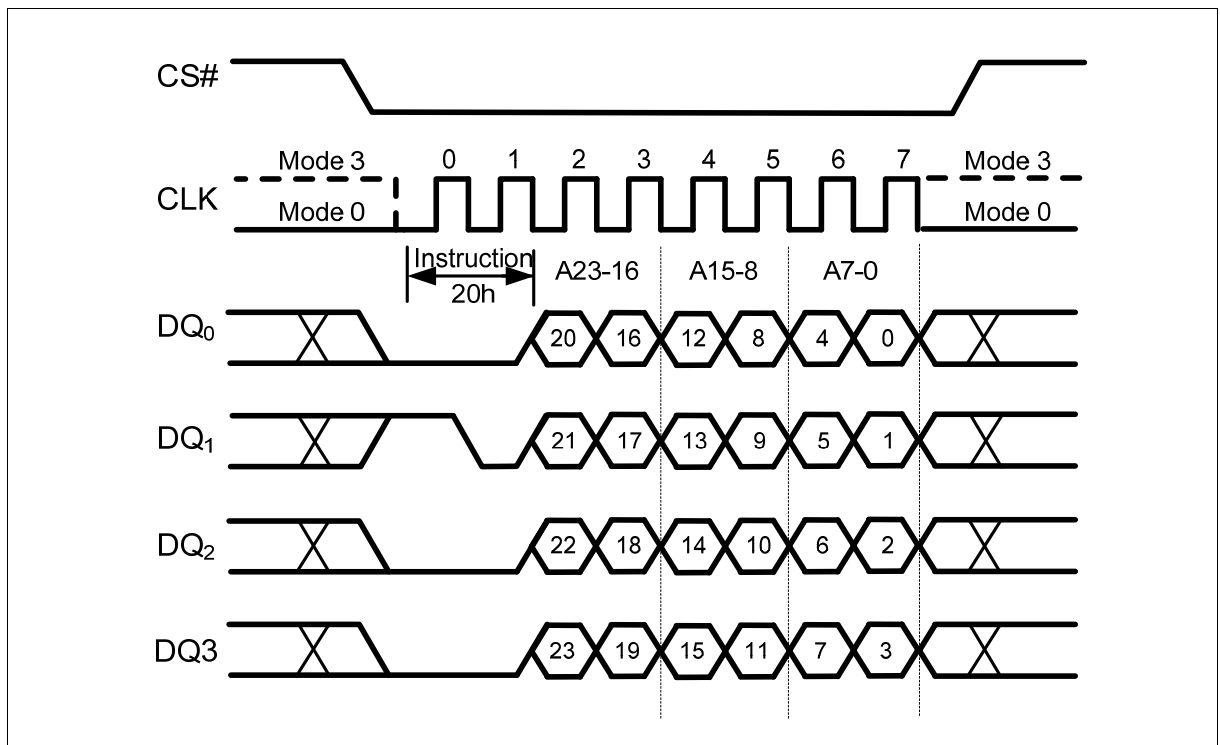 CS#
Mode 3 0 1 2 3 4 5 6 7 Mode 3
CLK
Mode 0 Mode 0
Instruction
20h
A23-16 A15-8 A7-0
DQ0 20 16 12 8 4 0
DQ1 21 17 13 9 5 1
DQ2 22 18 14 10 6 2
DQ3 23 19 15 11 7 3